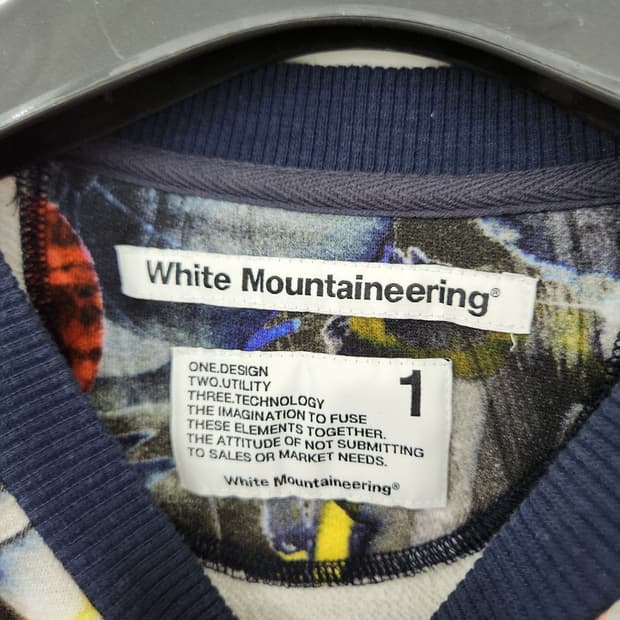 White Mountaineering®
ONE.DESIGN
TWO.UTILITY
THREE.TECHNOLOGY
THE IMAGINATION TO FUSE
THESE ELEMENTS TOGETHER.
THE ATTITUDE OF NOT SUBMITTING
TO SALES OR MARKET NEEDS.
1
White Mountaineering®